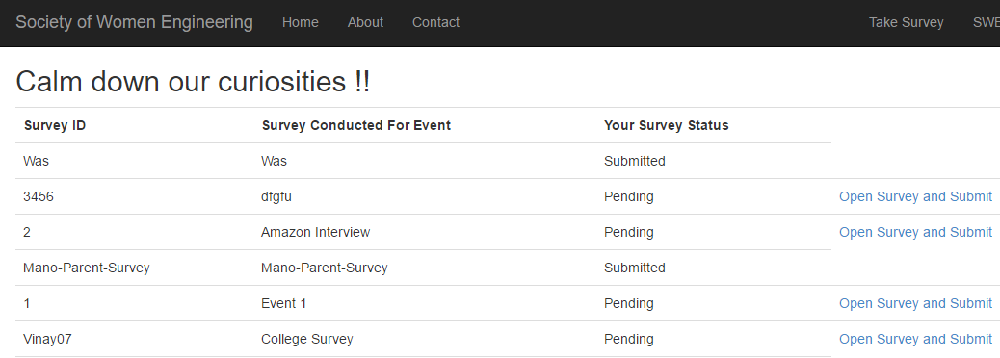 Society of Women Engineering Home About Contact Take Survey SWE
Calm down our curiosities !!
Survey ID Survey Conducted For Event Your Survey Status
Was Was Submitted
3456 dfgfu Pending Open Survey and Submit
2 Amazon Interview Pending Open Survey and Submit
Mano-Parent-Survey Mano-Parent-Survey Submitted
1 Event 1 Pending Open Survey and Submit
Vinay07 College Survey Pending Open Survey and Submit